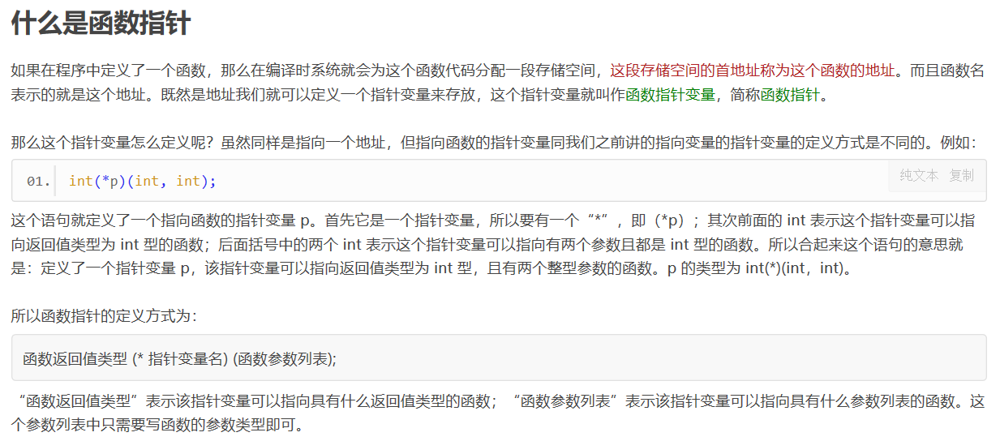 什么是函数指针
如果在程序中定义了一个函数，那么在编译时系统就会为这个函数代码分配一段存储空间，这段存储空间的首地址称为这个函数的地址。而且函数名
表示的就是这个地址。既然是地址我们就可以定义一个指针变量来存放，这个指针变量就叫作函数指针变量，简称函数指针。
那么这个指针变量怎么定义呢？虽然同样是指向一个地址，但指向函数的指针变量同我们之前讲的指向变量的指针变量的定义方式是不同的。例如：
纯文本 复制
01. int(*p)(int, int);
这个语句就定义了一个指向函数的指针变量 p。首先它是一个指针变量，所以要有一个“*”，即（*p）；其次前面的 int 表示这个指针变量可以指
向返回值类型为 int 型的函数；后面括号中的两个 int 表示这个指针变量可以指向有两个参数且都是 int 型的函数。所以合起来这个语句的意思就
是：定义了一个指针变量 p，该指针变量可以指向返回值类型为 int 型，且有两个整型参数的函数。p 的类型为 int(*)(int，int)。
所以函数指针的定义方式为：
函数返回值类型 (* 指针变量名) (函数参数列表);
“函数返回值类型”表示该指针变量可以指向具有什么返回值类型的函数；“函数参数列表”表示该指针变量可以指向具有什么参数列表的函数。这
个参数列表中只需要写函数的参数类型即可。